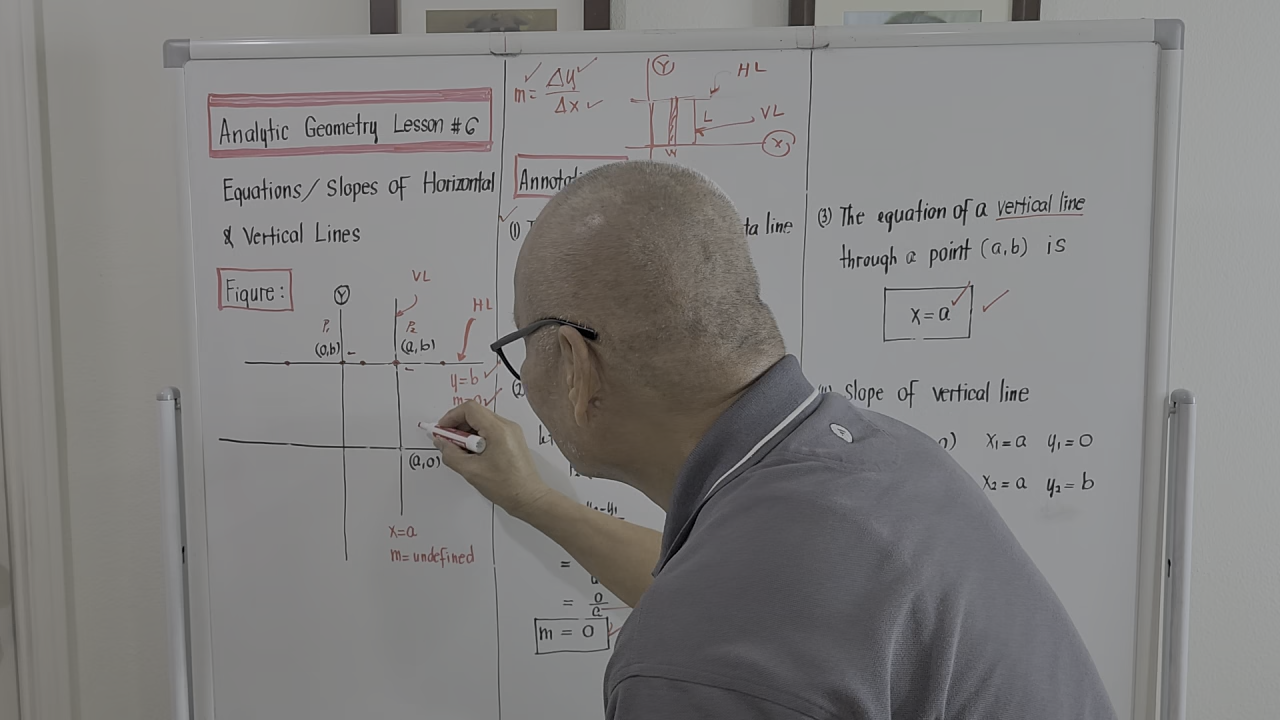 Analytic Geometry Lesson #6
Equations/Slopes of Horizontal
& Vertical Lines
Figure:
Y
VL
HL
P₁
(0,b)
P₂
(a,b)
y=b
m=0
(a,0)
x=a
m=undefined
m=Δy/Δx
Y
HL
L
VL
X
W
(1)
line
(2)
=
= 0/a
m = 0
(3) The equation of a vertical line
through a point (a,b) is
x=a
Slope of vertical line
x₁=a y₁=0
x₂=a y₂=b